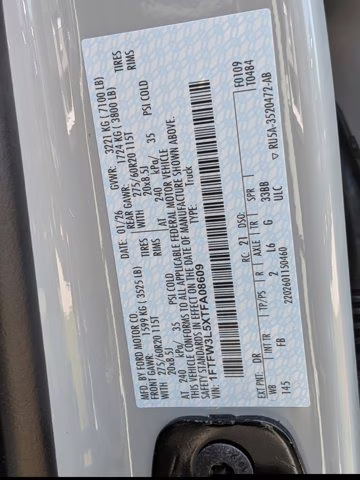 MFD. BY FORD MOTOR CO.
DATE: 01/26 GVWR: 3221 KG ( 7100 LB)
FRONT GAWR: 1599 KG ( 3525 LB) REAR GAWR: 1724 KG ( 3800 LB)
WITH 275/60R20 115T TIRES WITH 275/60R20 115T TIRES
20x8.5J RIMS 20x8.5J RIMS
AT 240 kPa/ 35 PSI COLD AT 240 kPa/ 35 PSI COLD
THIS VEHICLE CONFORMS TO ALL APPLICABLE FEDERAL MOTOR VEHICLE SAFETY STANDARDS IN EFFECT ON THE DATE OF MANUFACTURE SHOWN ABOVE.
VIN: 1FTFW3L5XTFA08609
TYPE: Truck
F0109
T0484
EXT PNT: DR RC: 21 DSO:
WB INT TR TP/PS R AXLE TR SPR
145 FB 2 L6 G 33BB
ULC
2202601150460
▽ RU5A-3520472-AB